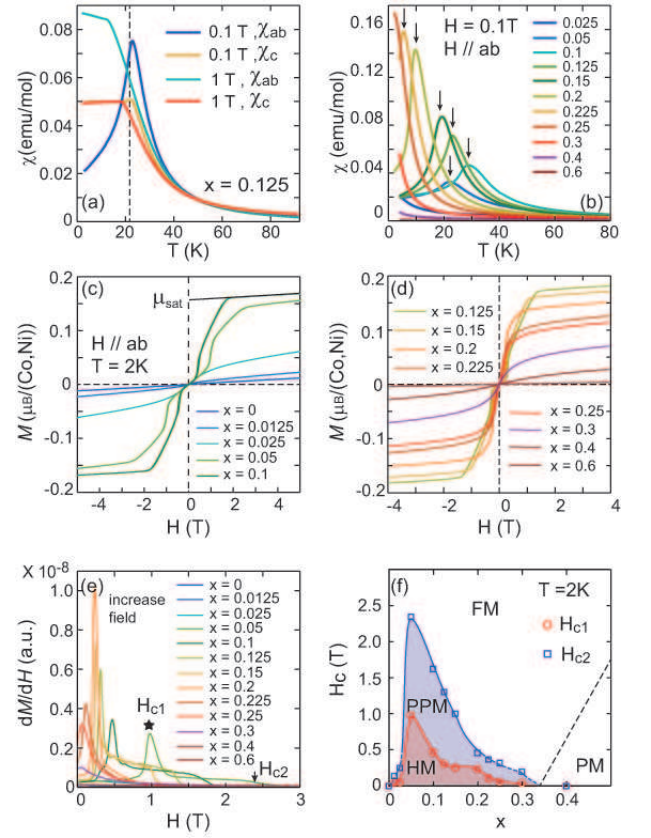 (a)
χ(emu/mol)
0
0.02
0.04
0.06
0.08
0.1 T , χab
0.1 T , χc
1 T , χab
1 T , χc
x = 0.125
0
20
40
60
80
T (K)
(b)
χ (emu/mol)
0
0.04
0.08
0.12
0.16
H = 0.1T
H // ab
0.025
0.05
0.1
0.125
0.15
0.2
0.225
0.25
0.3
0.4
0.6
0
20
40
60
80
T (K)
(c)
M (μB/(Co,Ni)
0.2
0.1
0
-0.1
-0.2
μsat
H // ab
T = 2K
x = 0
x = 0.0125
x = 0.025
x = 0.05
x = 0.1
-4
-2
0
2
4
H (T)
(d)
M (μB/(Co,Ni)
0.2
0.1
0
-0.1
0.2
x = 0.125
x = 0.15
x = 0.2
x = 0.225
x = 0.25
x = 0.3
x = 0.4
x = 0.6
-4
-2
0
2
4
H (T)
X 10-8
(e)
dM/dH (a.u.)
1.0
0.8
0.6
0.4
0.2
0
increase
field
Hc1
Hc2
x = 0
x = 0.0125
x = 0.025
x = 0.05
x = 0.1
x = 0.125
x = 0.15
x = 0.2
x = 0.225
x = 0.25
x = 0.3
x = 0.4
x = 0.6
0
1
2
3
H (T)
(f)
Hc (T)
2.5
2.0
1.5
1.0
0.5
0
T =2K
FM
Hc1
Hc2
PPM
HM
PM
0
0.1
0.2
0.3
0.4
0.5
x